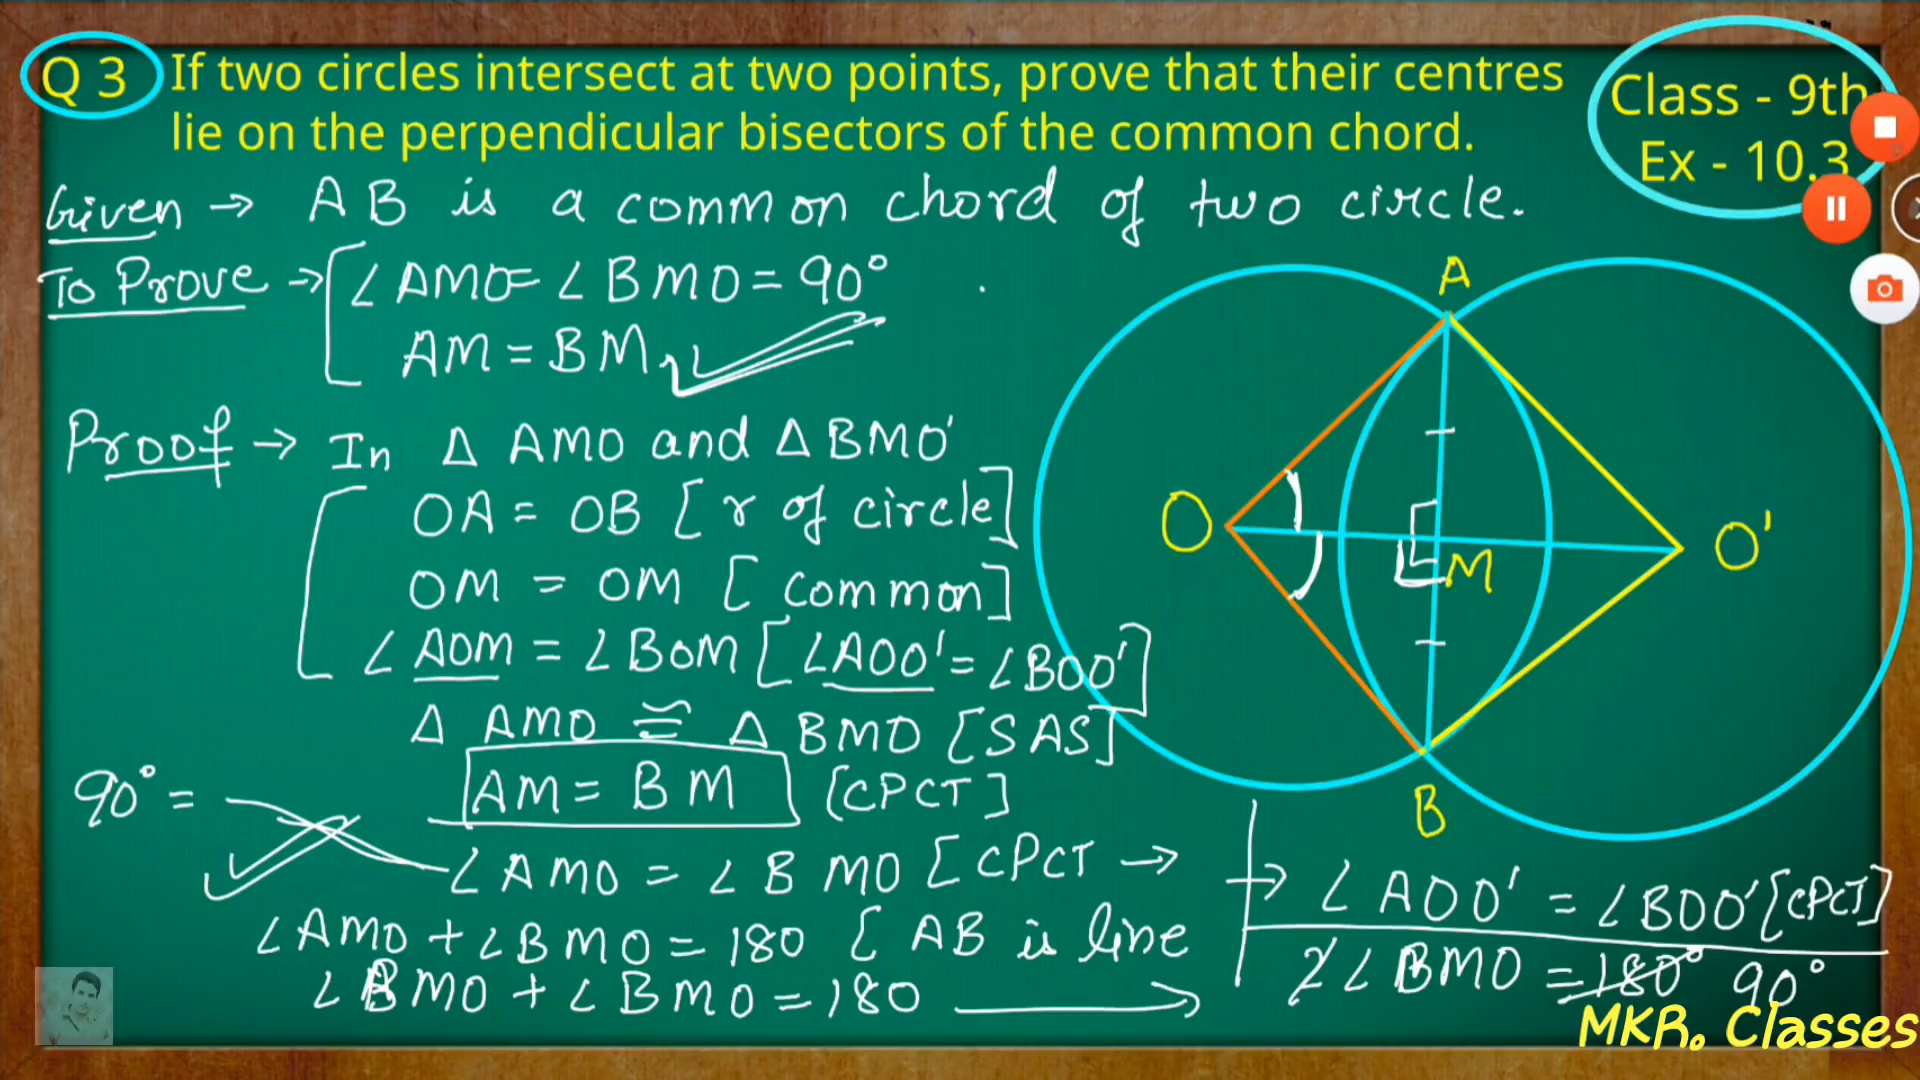 Q 3 If two circles intersect at two points, prove that their centres
lie on the perpendicular bisectors of the common chord.
Class - 9th
Ex - 10.3
Given → AB is a common chord of two circle.
To Prove → ∠AMO = ∠BMO = 90°
AM = BM
Proof → In Δ AMO and Δ BMO'
OA = OB [r of circle]
OM = OM [common]
∠AOM = ∠BOM [∠AOO' = ∠BOO']
Δ AMO ≅ Δ BMO [SAS]
AM = BM [CPCT]
90° =
∠AMO = ∠BMO [CPCT →
∠AMO + ∠BMO = 180 [AB is line
∠BMO + ∠BMO = 180 →
→ ∠AOO' = ∠BOO' [CPCT]
2∠BMO = 180° 90°
A
O
M
O'
B
MKR. Classes